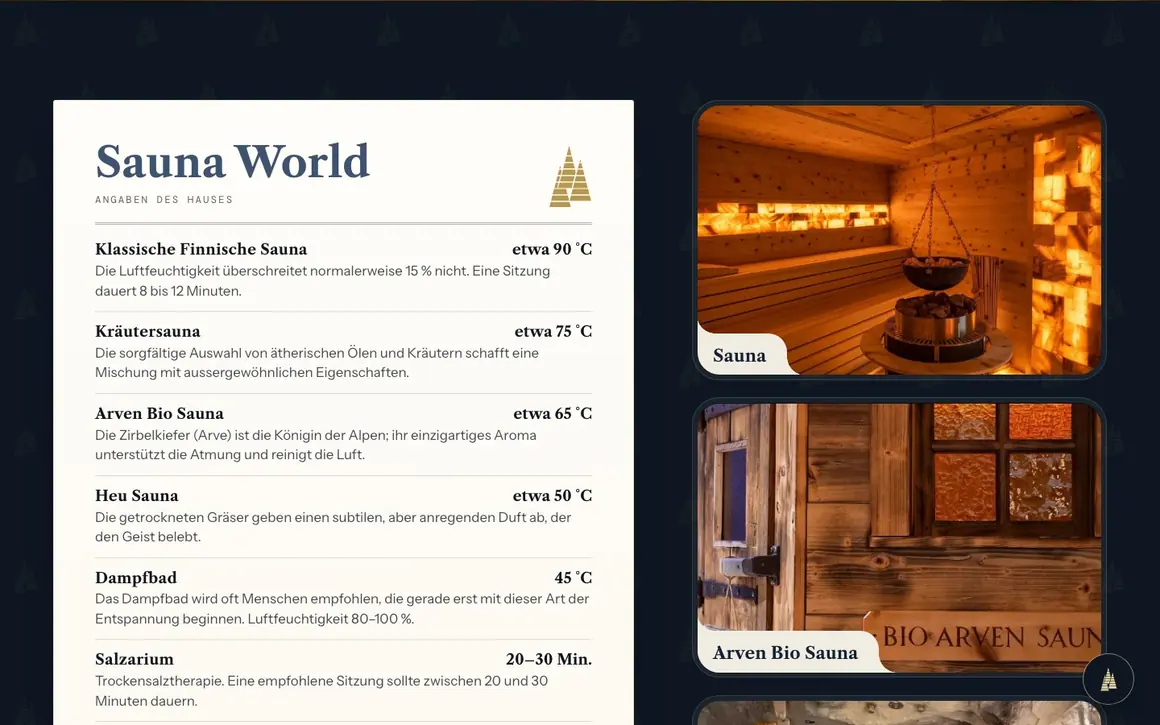 Sauna World
ANGABEN DES HAUSES
Klassische Finnische Sauna etwa 90 °C
Die Luftfeuchtigkeit überschreitet normalerweise 15 % nicht. Eine Sitzung
dauert 8 bis 12 Minuten.
Kräutersauna etwa 75 °C
Die sorgfältige Auswahl von ätherischen Ölen und Kräutern schafft eine
Mischung mit aussergewöhnlichen Eigenschaften.
Arven Bio Sauna etwa 65 °C
Die Zirbelkiefer (Arve) ist die Königin der Alpen; ihr einzigartiges Aroma
unterstützt die Atmung und reinigt die Luft.
Heu Sauna etwa 50 °C
Die getrockneten Gräser geben einen subtilen, aber anregenden Duft ab, der
den Geist belebt.
Dampfbad 45 °C
Das Dampfbad wird oft Menschen empfohlen, die gerade erst mit dieser Art der
Entspannung beginnen. Luftfeuchtigkeit 80–100 %.
Salzarium 20–30 Min.
Trockensalztherapie. Eine empfohlene Sitzung sollte zwischen 20 und 30
Minuten dauern.
Sauna
BIO ARVEN SAUN
Arven Bio Sauna